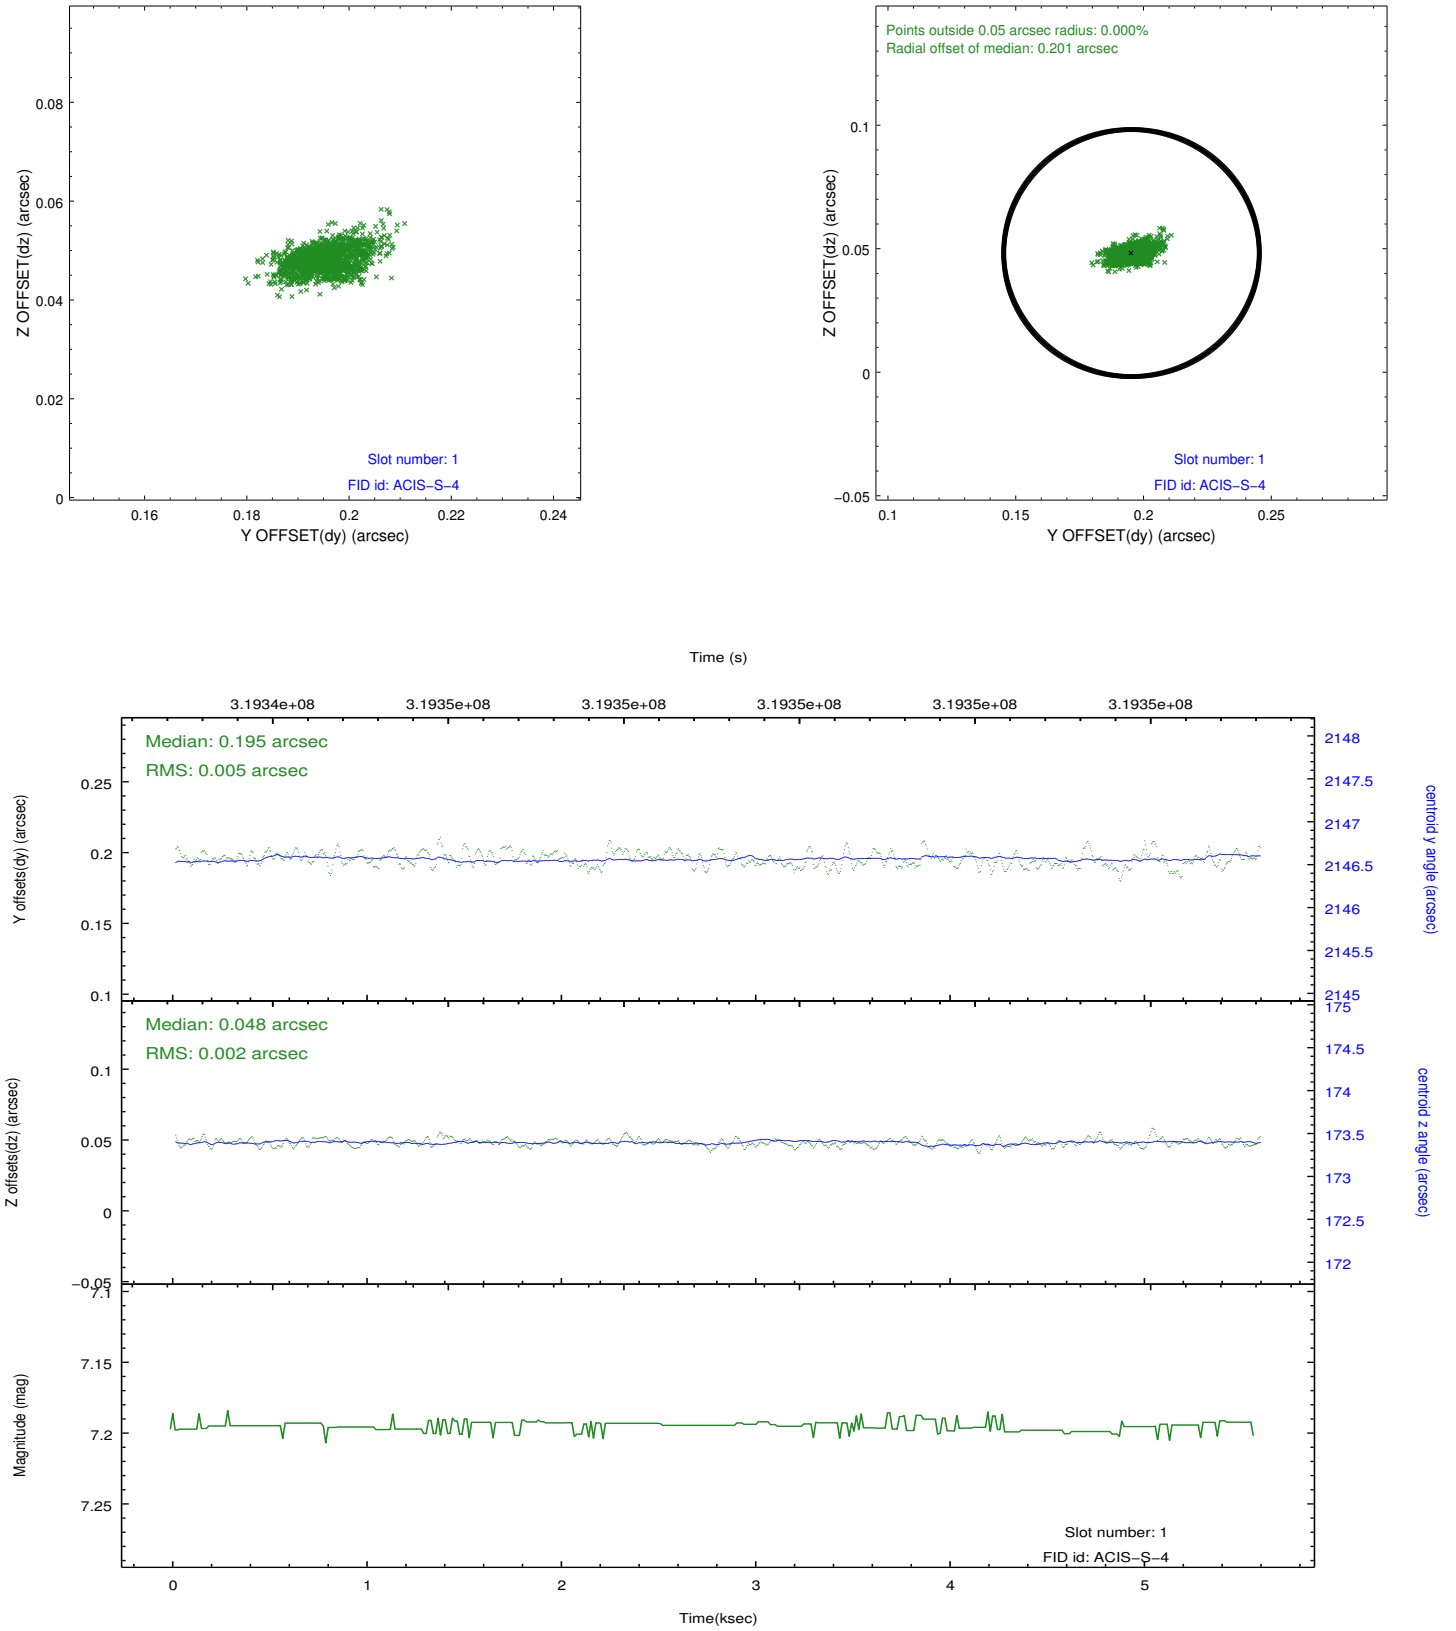 0.08
0.06
0.04
0.02
0
Z OFFSET(dz) (arcsec)
0.16
0.18
0.2
0.22
0.24
Y OFFSET(dy) (arcsec)
Slot number: 1
FID id: ACIS−S−4
Points outside 0.05 arcsec radius: 0.000%
Radial offset of median: 0.201 arcsec
0.1
0.05
0
−0.05
Z OFFSET(dz) (arcsec)
0.1
0.15
0.2
0.25
Y OFFSET(dy) (arcsec)
Slot number: 1
FID id: ACIS−S−4
Time (s)
3.1934e+08
3.1935e+08
3.1935e+08
3.1935e+08
3.1935e+08
3.1935e+08
Median: 0.195 arcsec
RMS: 0.005 arcsec
0.25
0.2
0.15
0.1
Y offsets(dy) (arcsec)
2148
2147.5
2147
2146.5
2146
2145.5
2145
centroid y angle (arcsec)
Median: 0.048 arcsec
RMS: 0.002 arcsec
0.1
0.05
0
−0.05
Z offsets(dz) (arcsec)
175
174.5
174
173.5
173
172.5
172
centroid z angle (arcsec)
7.1
7.15
7.2
7.25
Magnitude (mag)
Slot number: 1
FID id: ACIS−S−4
0
1
2
3
4
5
Time(ksec)